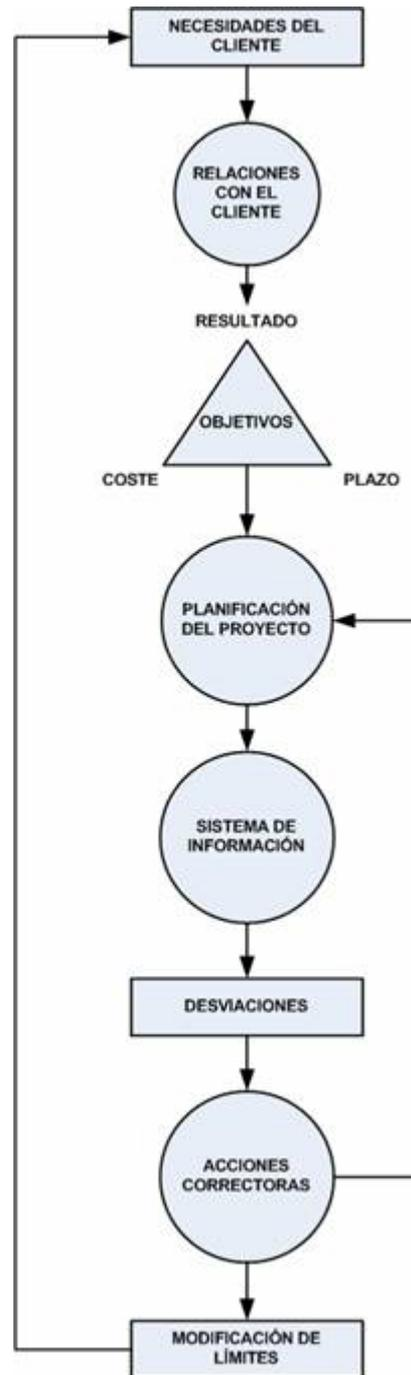 NECESIDADES DEL
CLIENTE
RELACIONES
CON EL
CLIENTE
RESULTADO
OBJETIVOS
COSTE
PLAZO
PLANIFICACIÓN
DEL PROYECTO
SISTEMA DE
INFORMACIÓN
DESVIACIONES
ACCIONES
CORRECTORAS
MODIFICACIÓN DE
LÍMITES